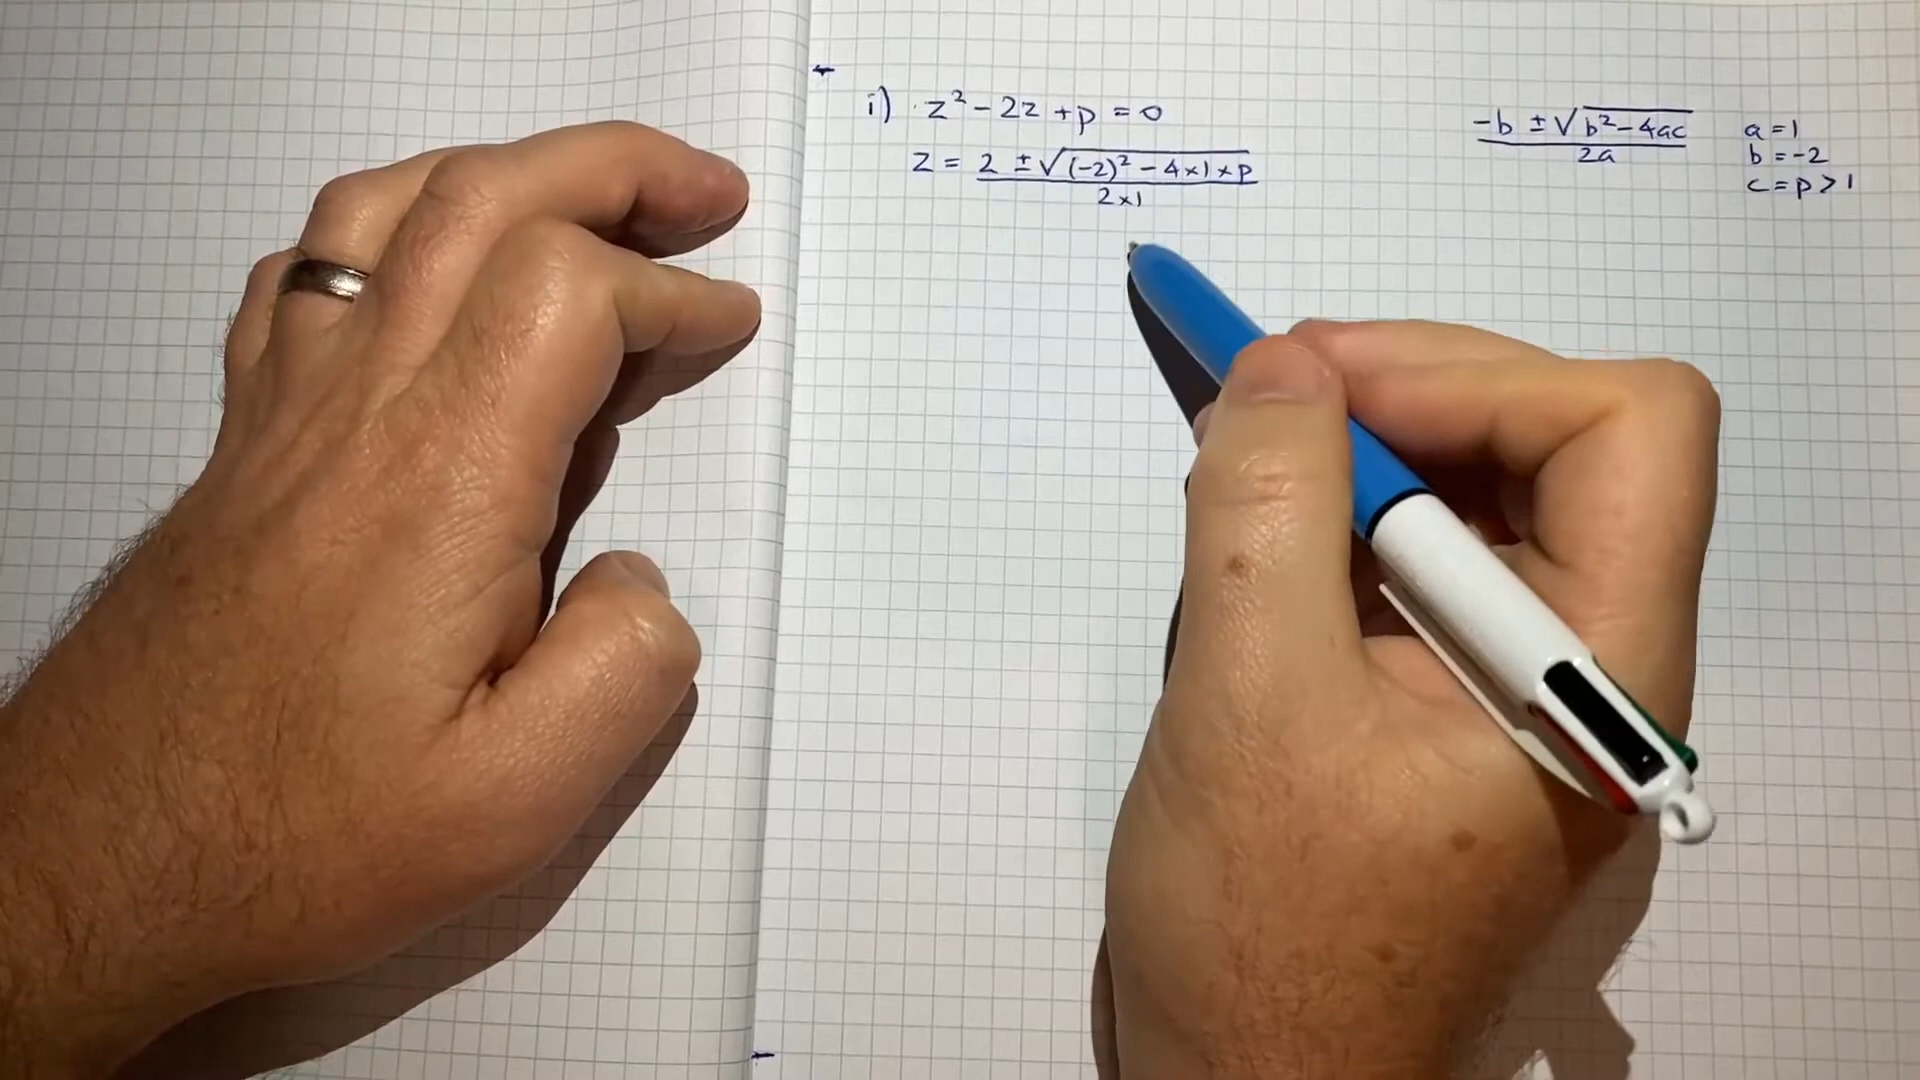 i) z² - 2z + p = 0
z = 2 ± √(-2)² - 4×1×p
2×1
-b ± √b² - 4ac
2a
a = 1
b = -2
c = p > 1